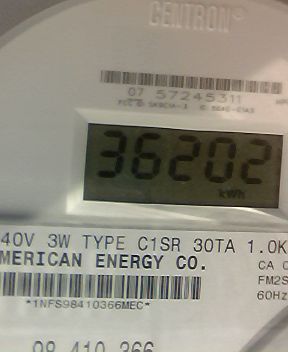 CENTRON®
07 57245311
36202
kWh
40V 3W TYPE C1SR 30TA 1.0K
MERICAN ENERGY CO.
CA 0
FM2S
60Hz
*1NFS98410366MEC*
98 410 366